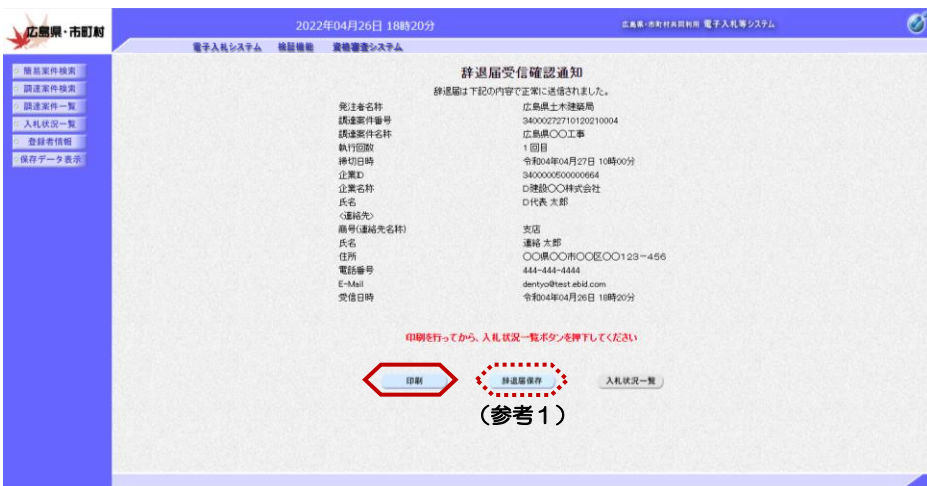 広島県・市町村
2022年04月26日 18時20分
広島県・市町村共同利用 電子入札等システム
電子入札システム 検証機能 資格審査システム
簡易案件検索
調達案件検索
調達案件一覧
入札状況一覧
登録者情報
保存データ表示
辞退届受信確認通知
辞退届は下記の内容で正常に送信されました。
発注者名称 広島県土木建築局
調達案件番号 34000272710120210004
調達案件名称 広島県○○工事
執行回数 1回目
締切日時 令和04年04月27日 10時00分
企業ID 3400000500000664
企業名称 D建設○○株式会社
氏名 D代表 太郎
<連絡先>
商号(連絡先名称) 支店
氏名 連絡 太郎
住所 ○○県○○市○○区○○123-456
電話番号 444-444-4444
E-Mail dentyo@test.ebid.com
受信日時 令和04年04月26日 18時20分
印刷を行ってから、入札状況一覧ボタンを押下してください
印刷 辞退届保存 入札状況一覧
(参考1)